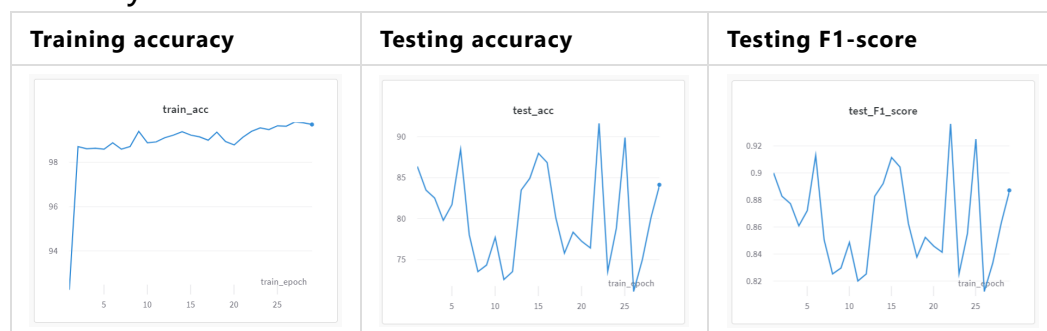 Training accuracy
Testing accuracy
Testing F1-score
train_acc
98
96
94
train_epoch
5 10 15 20 25
test_acc
90
85
80
75
train_epoch
5 10 15 20 25
test_F1_score
0.92
0.9
0.88
0.86
0.84
0.82
train_epoch
5 10 15 20 25